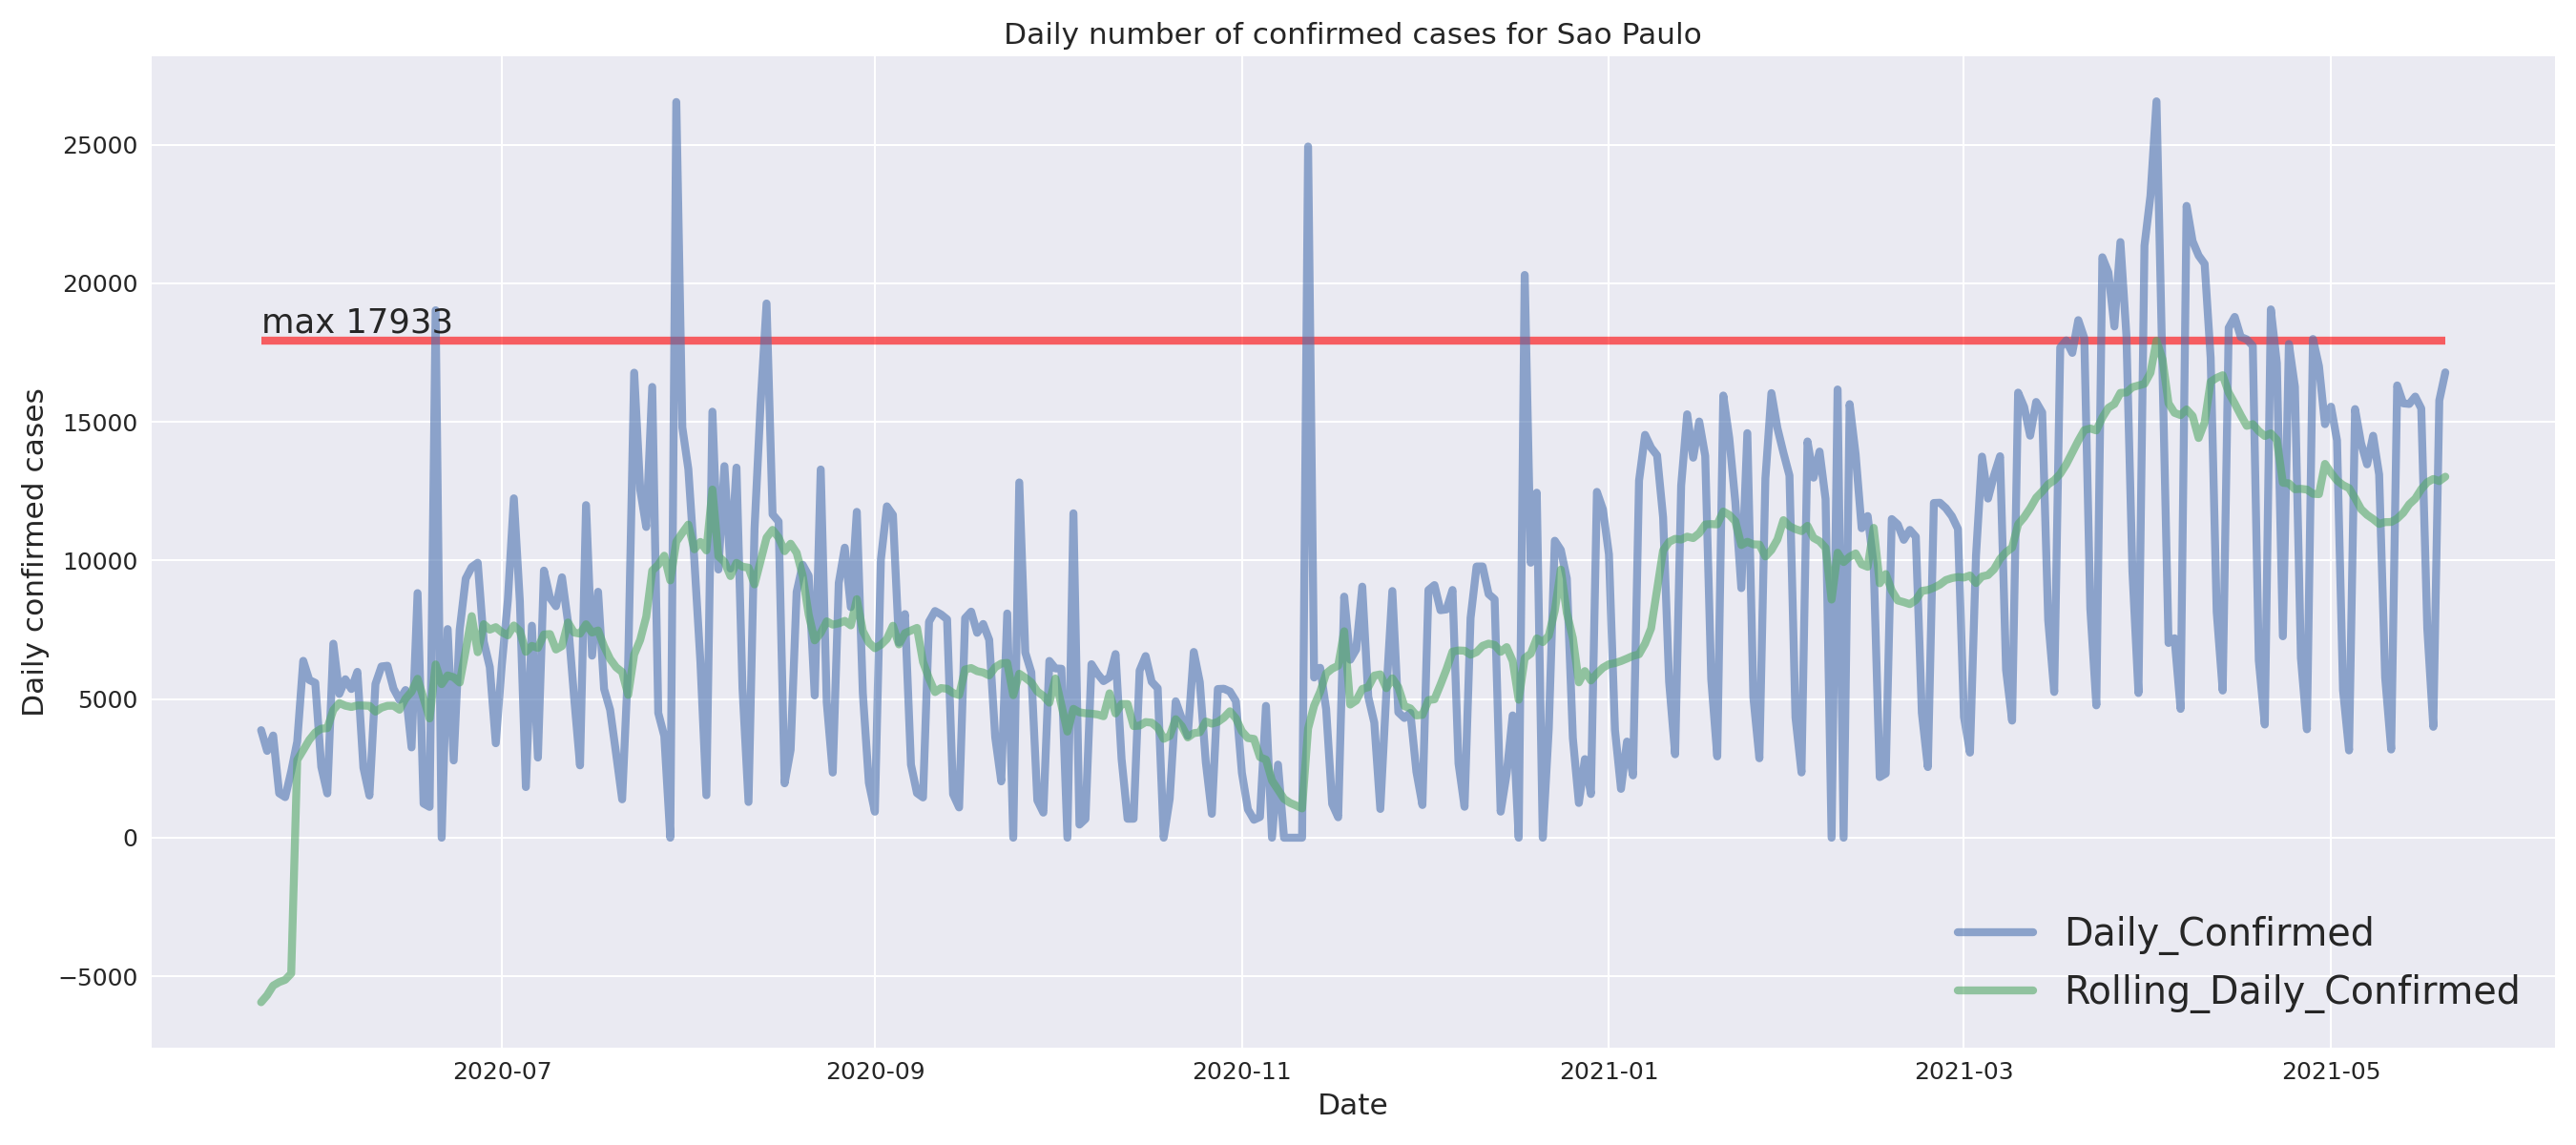 Daily number of confirmed cases for Sao Paulo
Daily confirmed cases
25000
20000
15000
10000
5000
0
−5000
max 17933
Daily_Confirmed
Rolling_Daily_Confirmed
2020-07
2020-09
2020-11
2021-01
2021-03
2021-05
Date